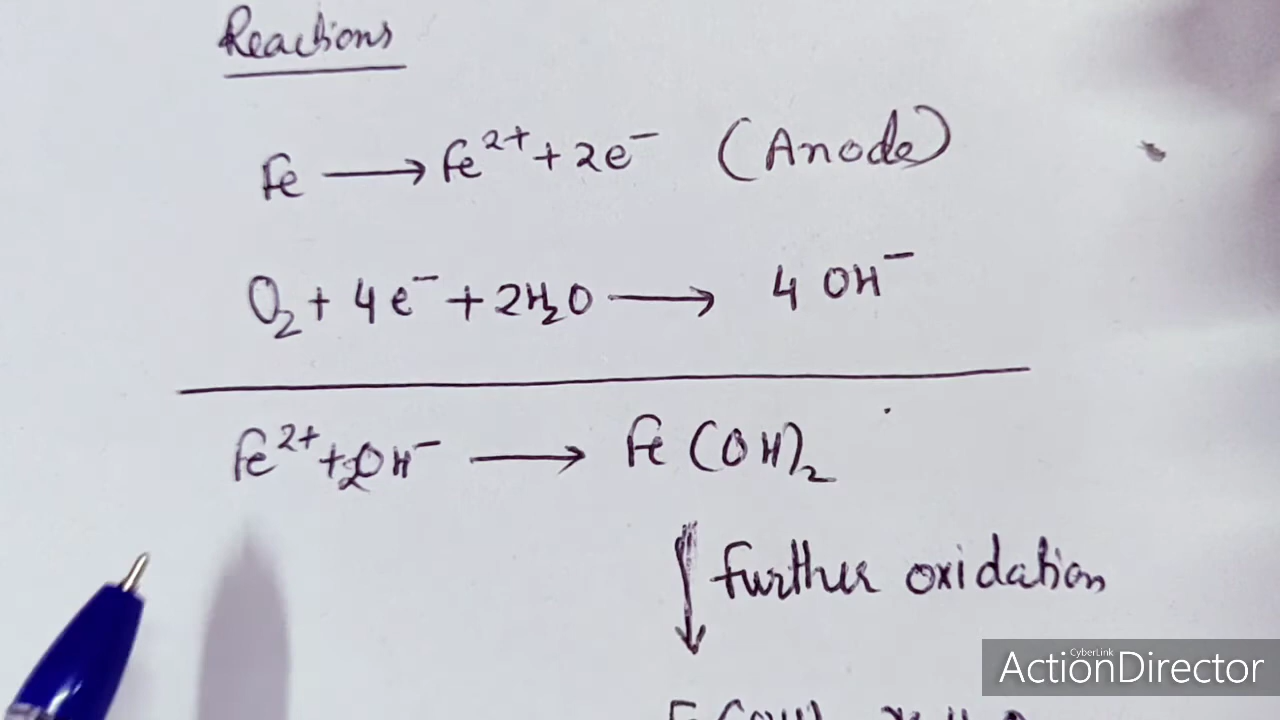 Reactions
Fe ⟶ Fe²⁺ + 2e⁻ (Anode)
O₂ + 4e⁻ + 2H₂O ⟶ 4 OH⁻
Fe²⁺ + 2OH⁻ ⟶ Fe(OH)₂
further oxidation
CyberLink
ActionDirector